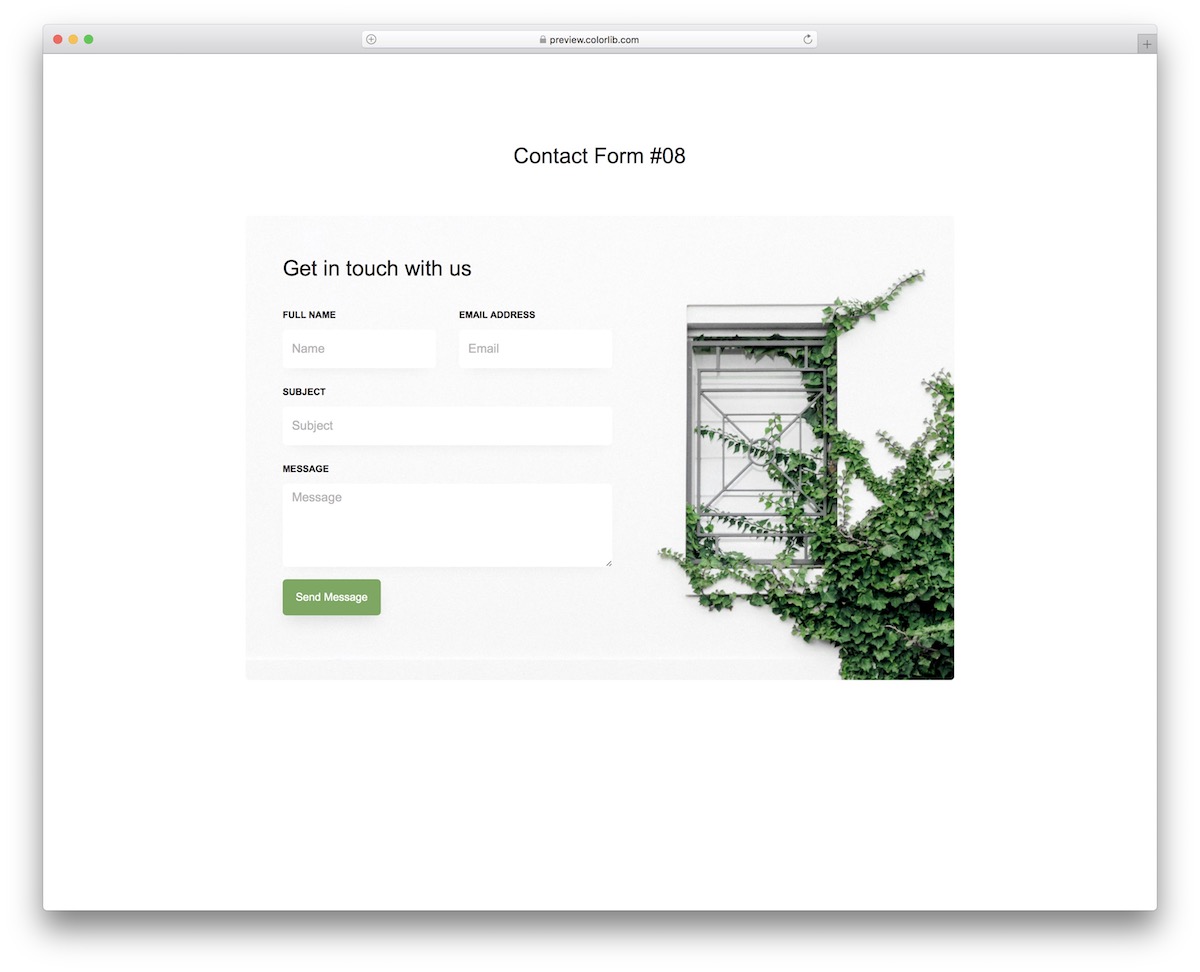 preview.colorlib.com
Contact Form #08
Get in touch with us
FULL NAME EMAIL ADDRESS
Name Email
SUBJECT
Subject
MESSAGE
Message
Send Message